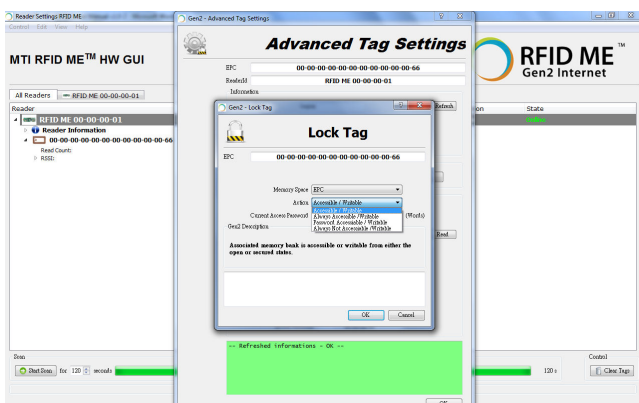 Reader Settings RFID ME
Control Edit View Help
MTI RFID ME™ HW GUI
All Readers
RFID ME 00-00-00-01
Reader
RFID ME 00-00-00-01
Reader Information
00-00-00-00-00-00-00-00-00-00-00-66
Read Count:
RSSI:
Scan
Start Scan for 120 seconds
Gen2 - Advanced Tag Settings
Advanced Tag Settings
EPC 00-00-00-00-00-00-00-00-00-00-00-66
ReaderId RFID ME 00-00-00-01
Information
Refresh
Gen2 - Lock Tag
Lock Tag
EPC 00-00-00-00-00-00-00-00-00-00-00-66
Memory Space EPC
Action Accessible / Writable
Accessible / Writable
Always Accessible /Writable
Password Accessible / Writable
Always Not Accessible /Writable
Current Access Password
(Words)
Gen2 Description
Read
Associated memory bank is accessible or writable from either the
open or secured states.
OK Cancel
-- Refreshed informations - OK --
OK
RFID ME™
Gen2 Internet
State
120 s
Control
Clear Tags